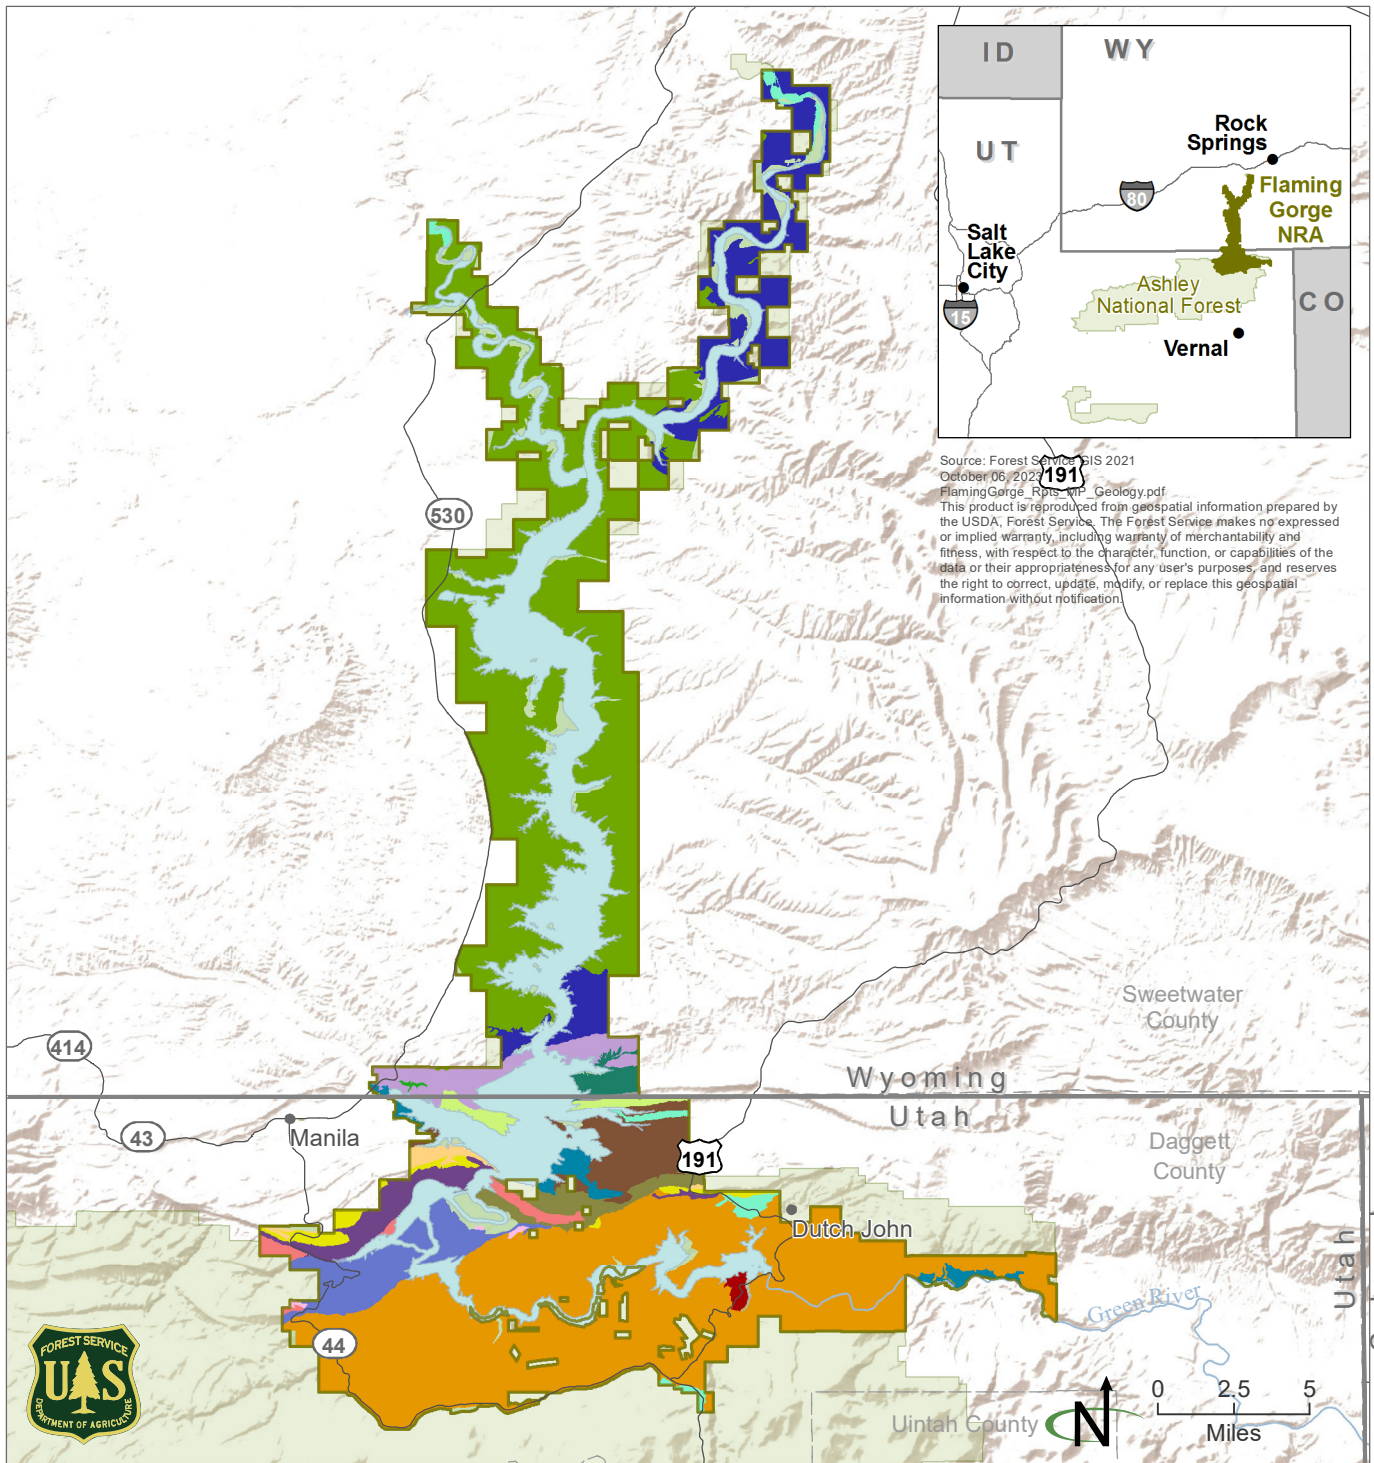 ID
WY
UT
CO
Rock
Springs
80
Flaming
Gorge
NRA
Salt
Lake
City
15
Ashley
National Forest
Vernal
Source: Forest Service GIS 2021
October 06, 2023
FlamingGorge_Rpts_MP_Geology.pdf
This product is reproduced from geospatial information prepared by
the USDA, Forest Service. The Forest Service makes no expressed
or implied warranty, including warranty of merchantability and
fitness, with respect to the character, function, or capabilities of the
data or their appropriateness for any user's purposes, and reserves
the right to correct, update, modify, or replace this geospatial
information without notification.
191
530
Sweetwater
County
414
Wyoming
Utah
43
Manila
191
Daggett
County
Dutch John
Utah
Green River
44
FOREST SERVICE
US
DEPARTMENT OF AGRICULTURE
Uintah County
N
0 2.5 5
Miles